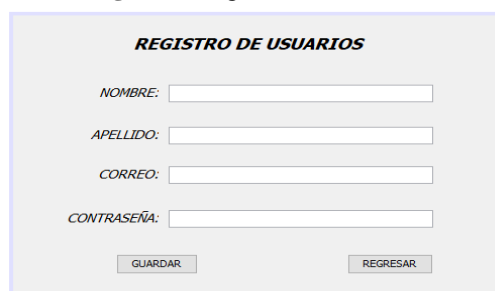 REGISTRO DE USUARIOS
NOMBRE:
APELLIDO:
CORREO:
CONTRASEÑA:
GUARDAR REGRESAR